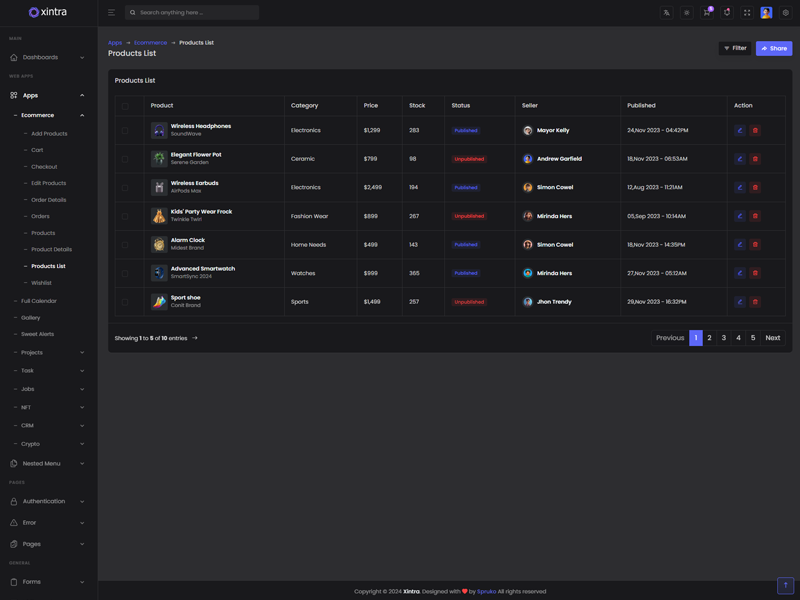 xintra
Search anything here ...
5
MAIN
Dashboards
WEB APPS
Apps
Ecommerce
Add Products
Cart
Checkout
Edit Products
Order Details
Orders
Products
Product Details
Products List
Wishlist
Full Calendar
Gallery
Sweet Alerts
Projects
Task
Jobs
NFT
CRM
Crypto
Nested Menu
PAGES
Authentication
Error
Pages
GENERAL
Forms
Apps → Ecommerce → Products List
Products List
Filter
Share
Products List
Product Category Price Stock Status Seller Published Action
Wireless Headphones
SoundWave
Electronics $1,299 283 Published Mayor Kelly 24,Nov 2023 - 04:42PM
Elegant Flower Pot
Serene Garden
Ceramic $799 98 Unpublished Andrew Garfield 18,Nov 2023 - 06:53AM
Wireless Earbuds
AirPods Max
Electronics $2,499 194 Published Simon Cowel 12,Aug 2023 - 11:21AM
Kids' Party Wear Frock
Twinkle Twirl
Fashion Wear $899 267 Unpublished Mirinda Hers 05,Sep 2023 - 10:14AM
Alarm Clock
Midest Brand
Home Needs $499 143 Published Simon Cowel 18,Nov 2023 - 14:35PM
Advanced Smartwatch
SmartSync 2024
Watches $999 365 Published Mirinda Hers 27,Nov 2023 - 05:12AM
Sport shoe
Conit Brand
Sports $1,499 257 Unpublished Jhon Trendy 29,Nov 2023 - 16:32PM
Showing 1 to 5 of 10 entries →
Previous 1 2 3 4 5 Next
Copyright © 2024 Xintra. Designed with ❤ by Spruko All rights reserved